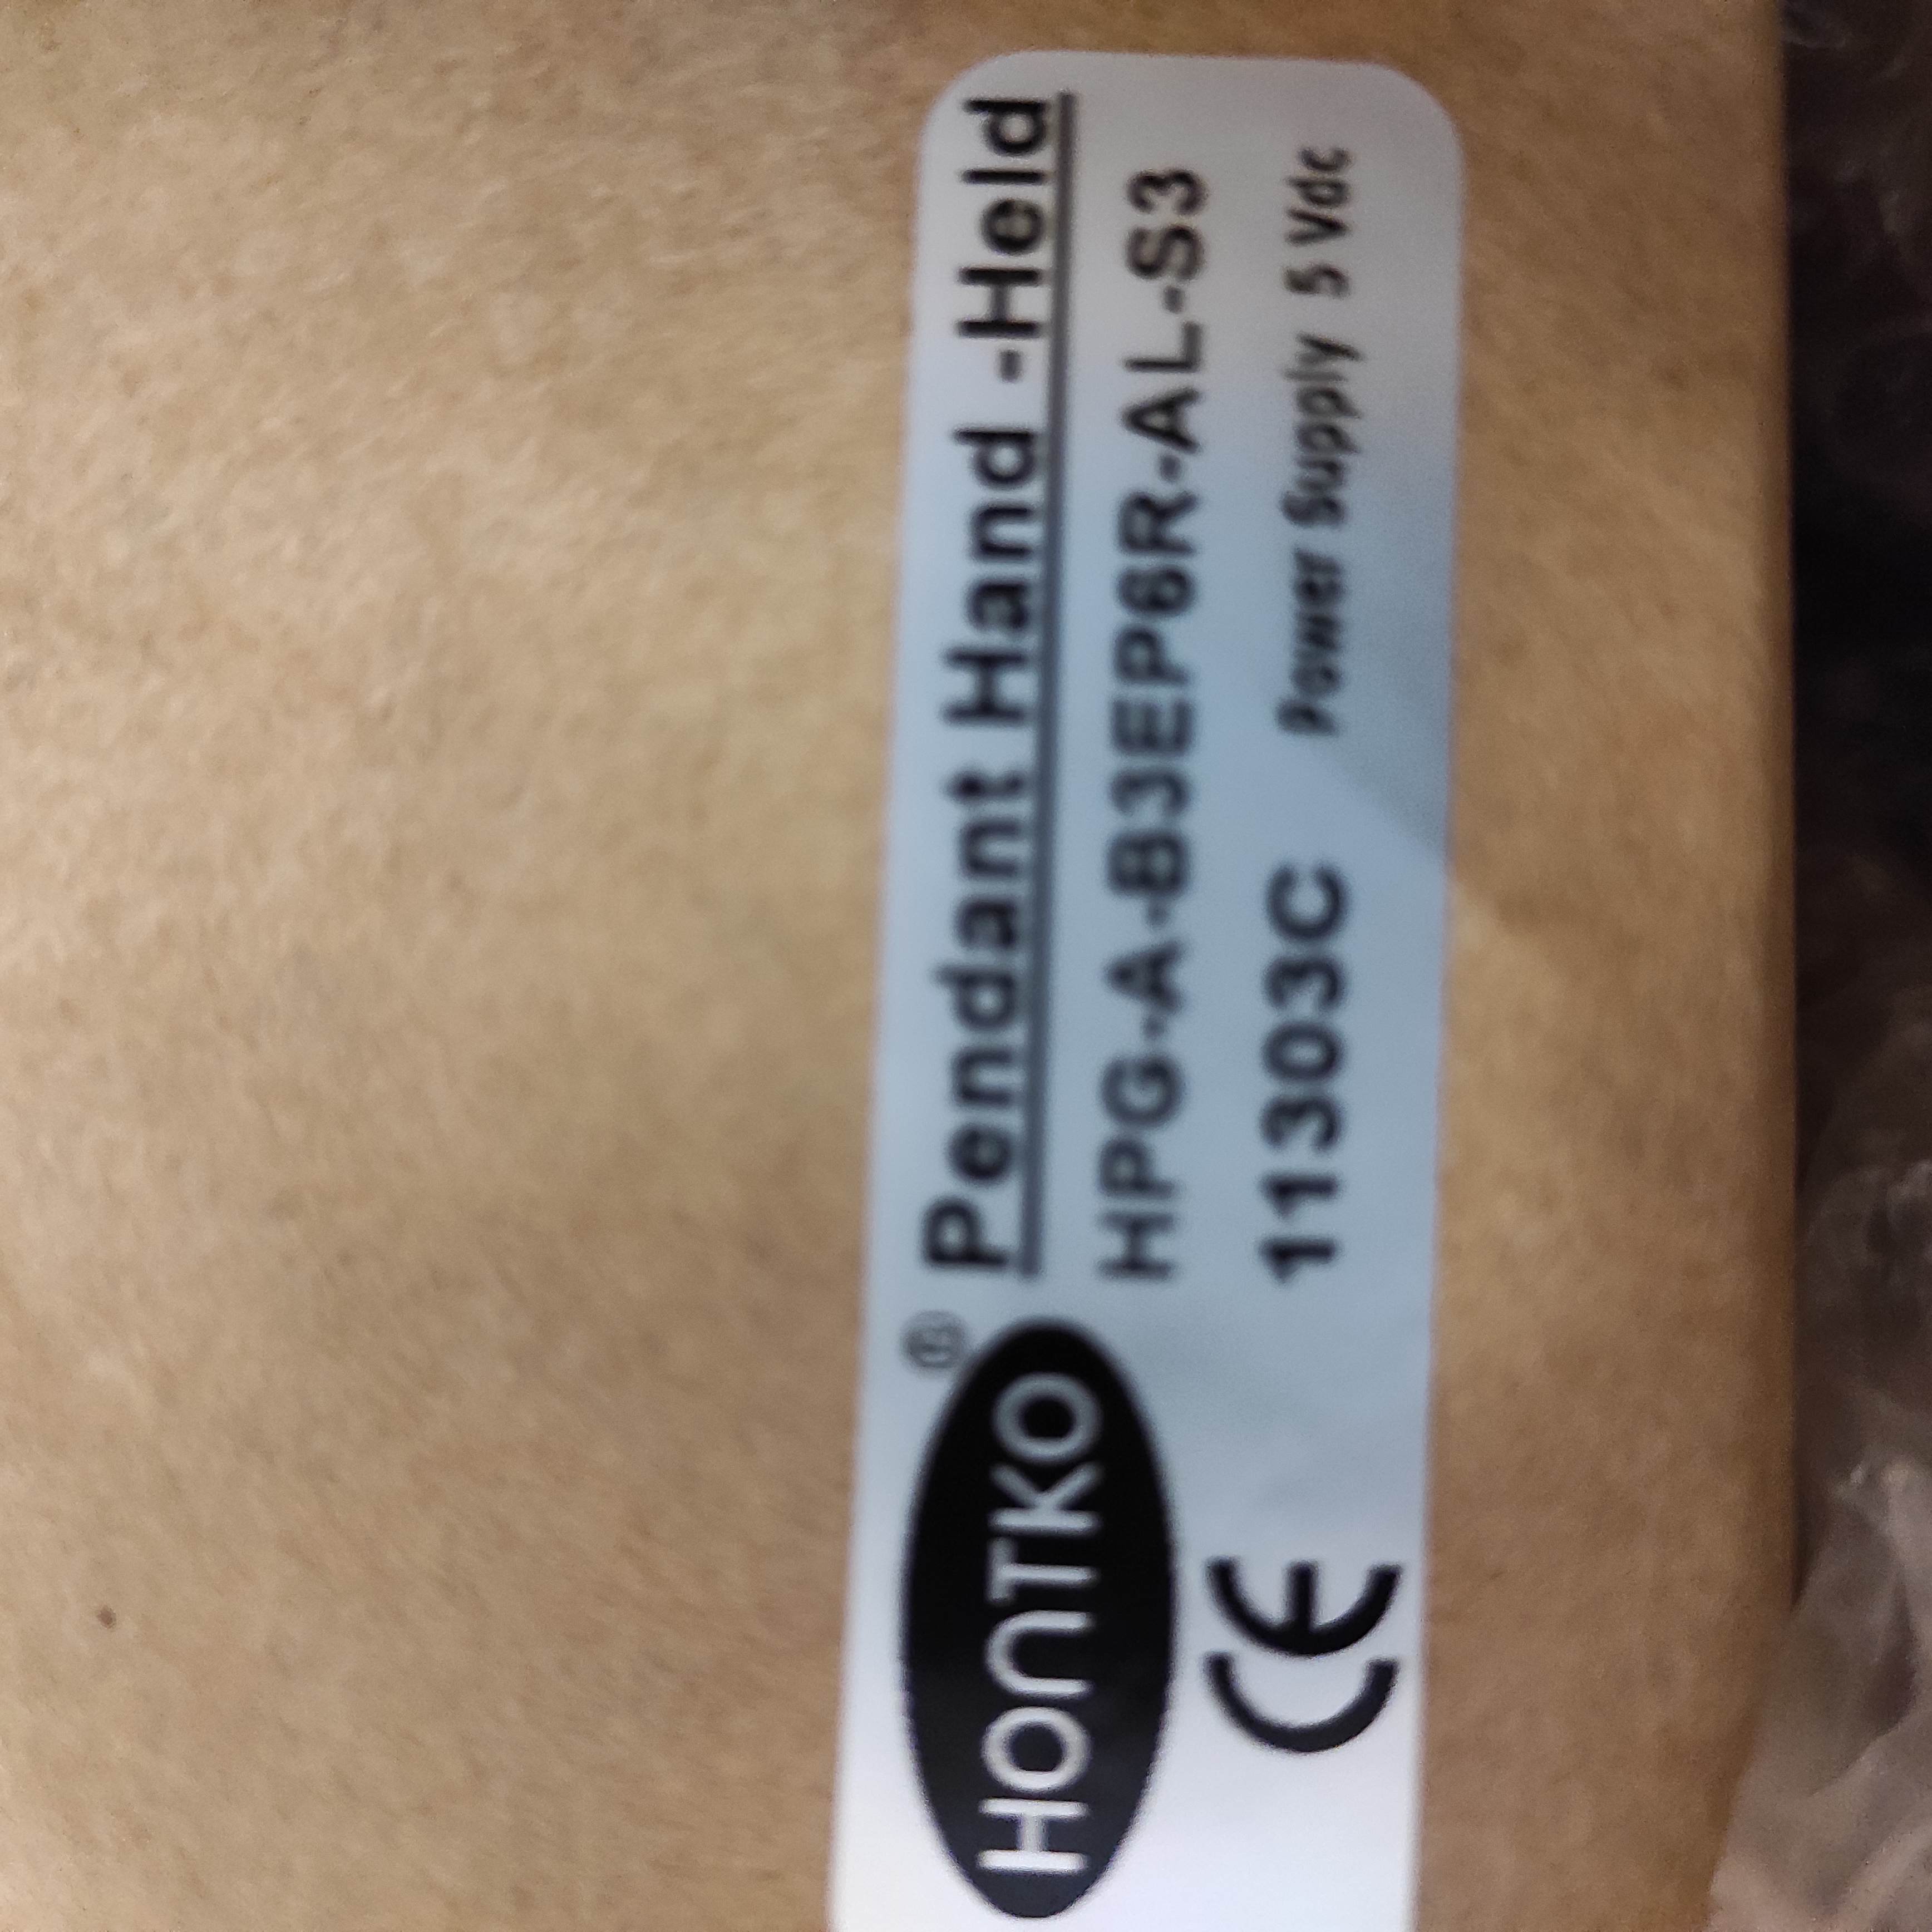 HONTKO ®
Pendant Hand -Held
HPG-A-B3EP6R-AL-S3
CE
11303C Power Supply 5 Vdc